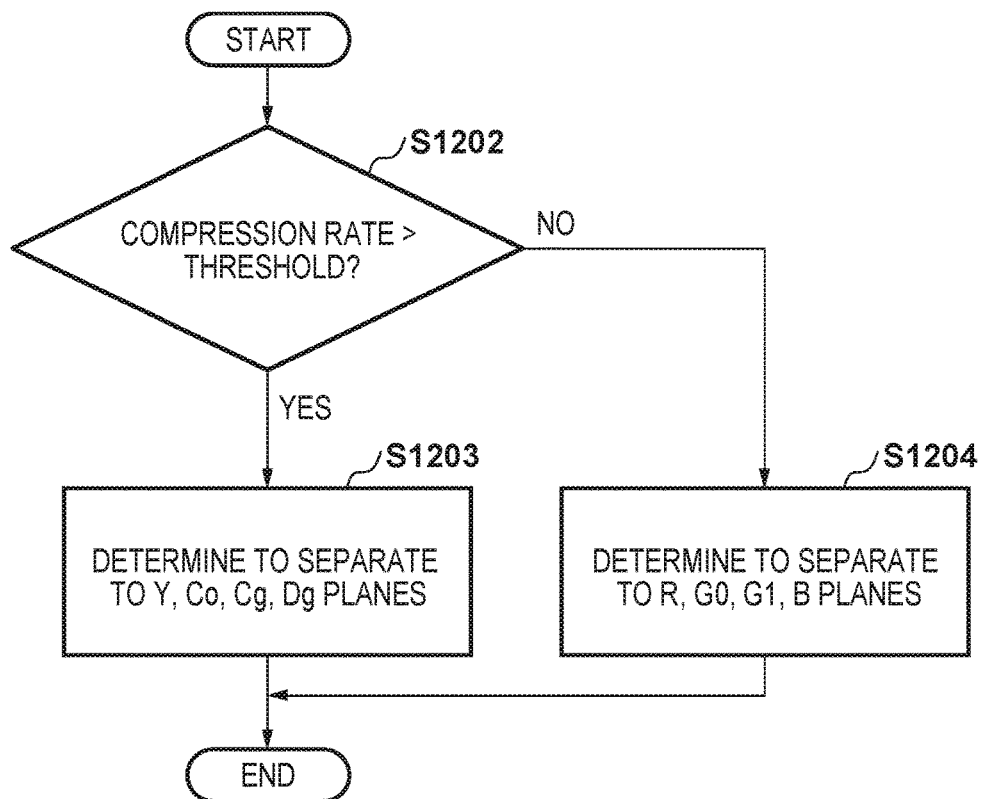 START
S1202
COMPRESSION RATE >
THRESHOLD?
NO
YES
S1203
DETERMINE TO SEPARATE
TO Y, Co, Cg, Dg PLANES
S1204
DETERMINE TO SEPARATE
TO R, G0, G1, B PLANES
END